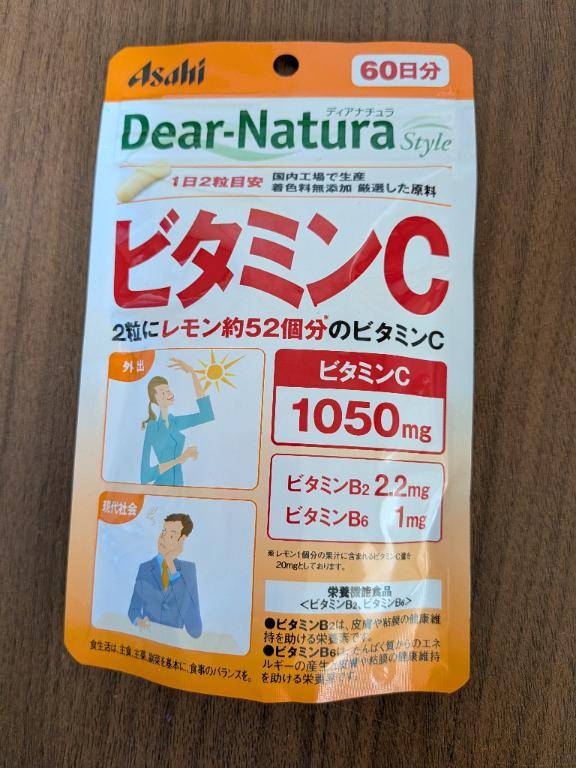 Asahi
60日分
ディアナチュラ
Dear-Natura Style
1日2粒目安
国内工場で生産
着色料無添加 厳選した原料
ビタミンC
2粒にレモン約52個分※のビタミンC
外出
ビタミンC
1050mg
ビタミンB2 2.2mg
ビタミンB6 1mg
現代社会
※レモン1個分の果汁に含まれるビタミンC量を
20mgとしております。
栄養機能食品
<ビタミンB2、ビタミンB6>
●ビタミンB2は、皮膚や粘膜の健康維
持を助ける栄養素です。
●ビタミンB6は、たんぱく質からのエネ
ルギーの産生と皮膚や粘膜の健康維持
を助ける栄養素です。
食生活は、主食、主菜、副菜を基本に、食事のバランスを。